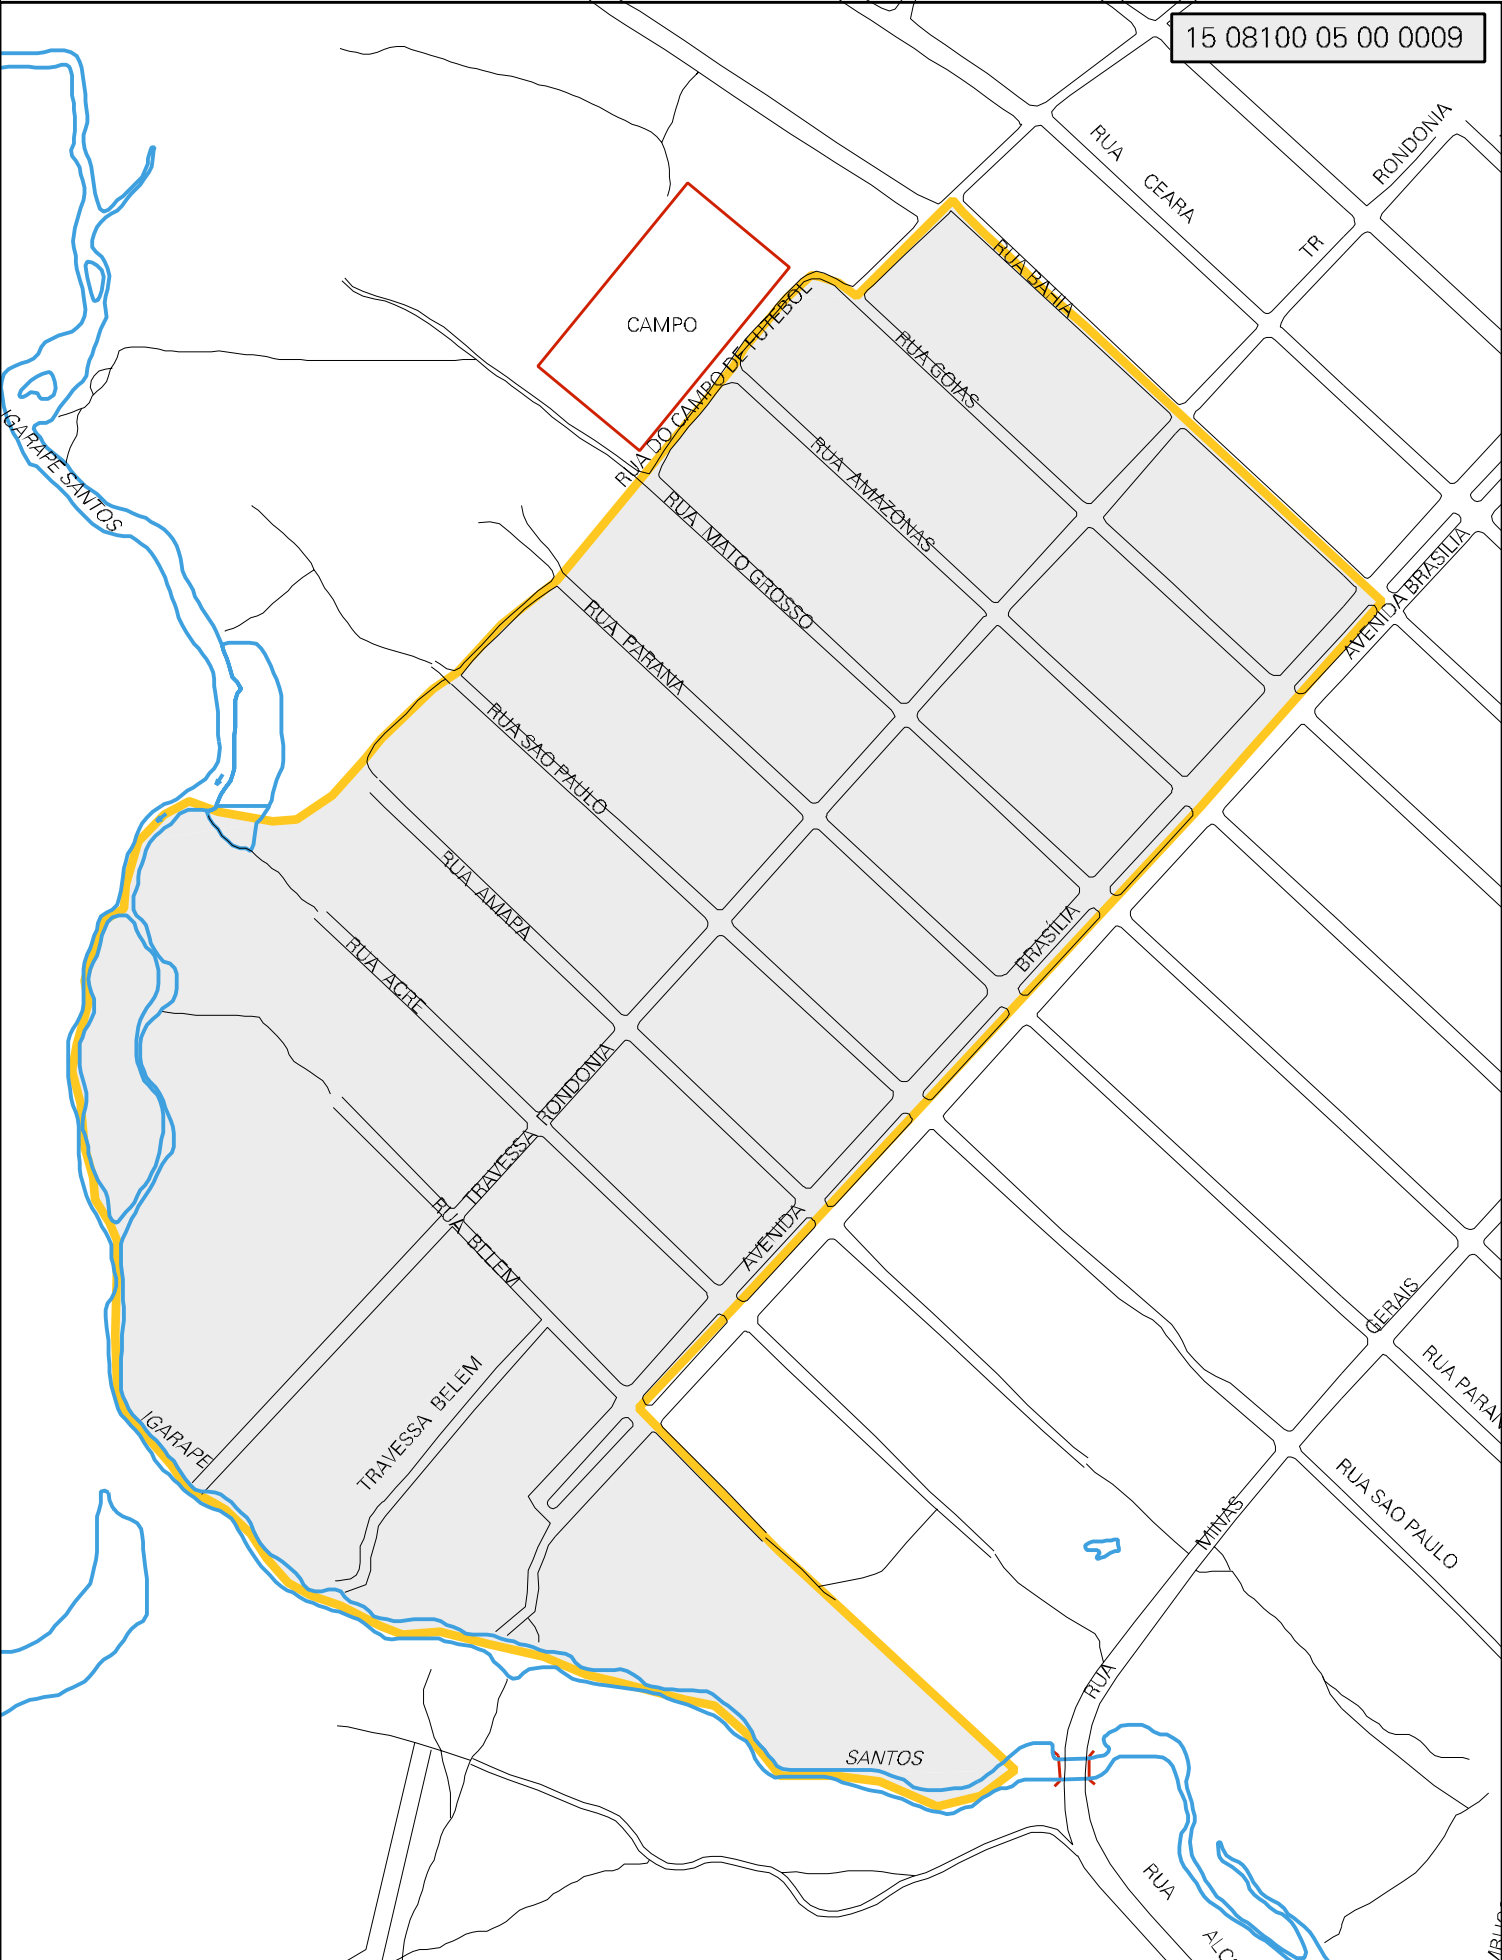 15 08100 05 00 0009
RONDONIA
RUA
CEARA
TR
RUA BAHIA
CAMPO
RUA DO CAMPO DE FUTEBOL
RUA GOIAS
IGARAPE SANTOS
RUA AMAZONAS
RUA MATO GROSSO
AVENIDA BRASILIA
RUA PARANA
RUA SAO PAULO
RUA AMAPA
BRASÍLIA
RUA ACRE
TRAVESSA RONDONIA
AVENIDA
RUA BELEM
GERAIS
TRAVESSA BELEM
IGARAPE
RUA PARAN
RUA SAO PAULO
MINAS
RUA
SANTOS
RUA